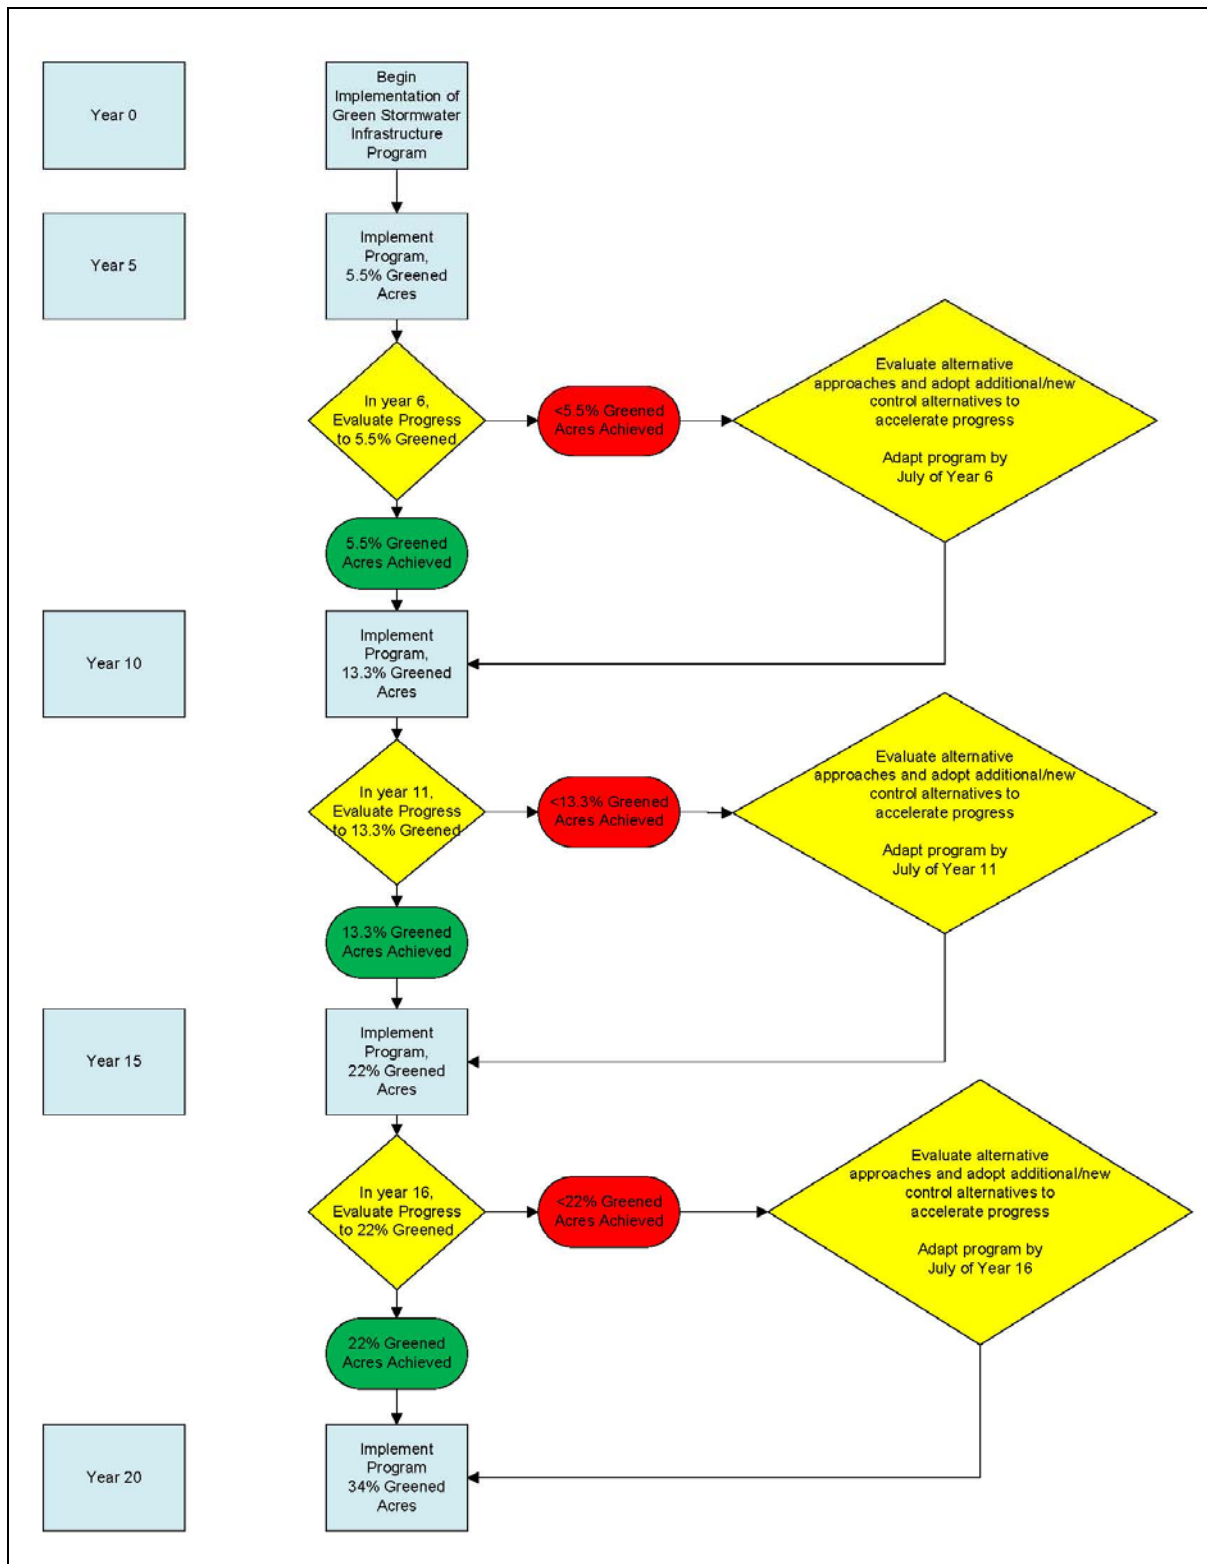 Year 0
Begin
Implementation of
Green Stormwater
Infrastructure
Program
Year 5
Implement
Program,
5.5% Greened
Acres
In year 6,
Evaluate Progress
to 5.5% Greened
<5.5% Greened
Acres Achieved
Evaluate alternative
approaches and adopt additional/new
control alternatives to
accelerate progress
Adapt program by
July of Year 6
5.5% Greened
Acres Achieved
Year 10
Implement
Program,
13.3% Greened
Acres
In year 11,
Evaluate Progress
to 13.3% Greened
<13.3% Greened
Acres Achieved
Evaluate alternative
approaches and adopt additional/new
control alternatives to
accelerate progress
Adapt program by
July of Year 11
13.3% Greened
Acres Achieved
Year 15
Implement
Program,
22% Greened
Acres
In year 16,
Evaluate Progress
to 22% Greened
<22% Greened
Acres Achieved
Evaluate alternative
approaches and adopt additional/new
control alternatives to
accelerate progress
Adapt program by
July of Year 16
22% Greened
Acres Achieved
Year 20
Implement
Program
34% Greened
Acres